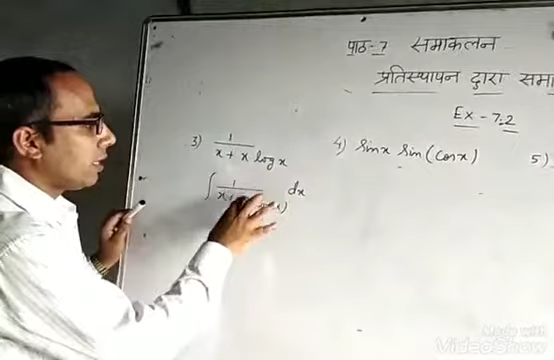 पाठ-7 समाकलन
प्रतिस्थापन द्वारा
Ex - 7.2
3) 1/(x + x log x) 4) sin x sin (cos x) 5)
∫ 1/ dx
Made with
VideoShow